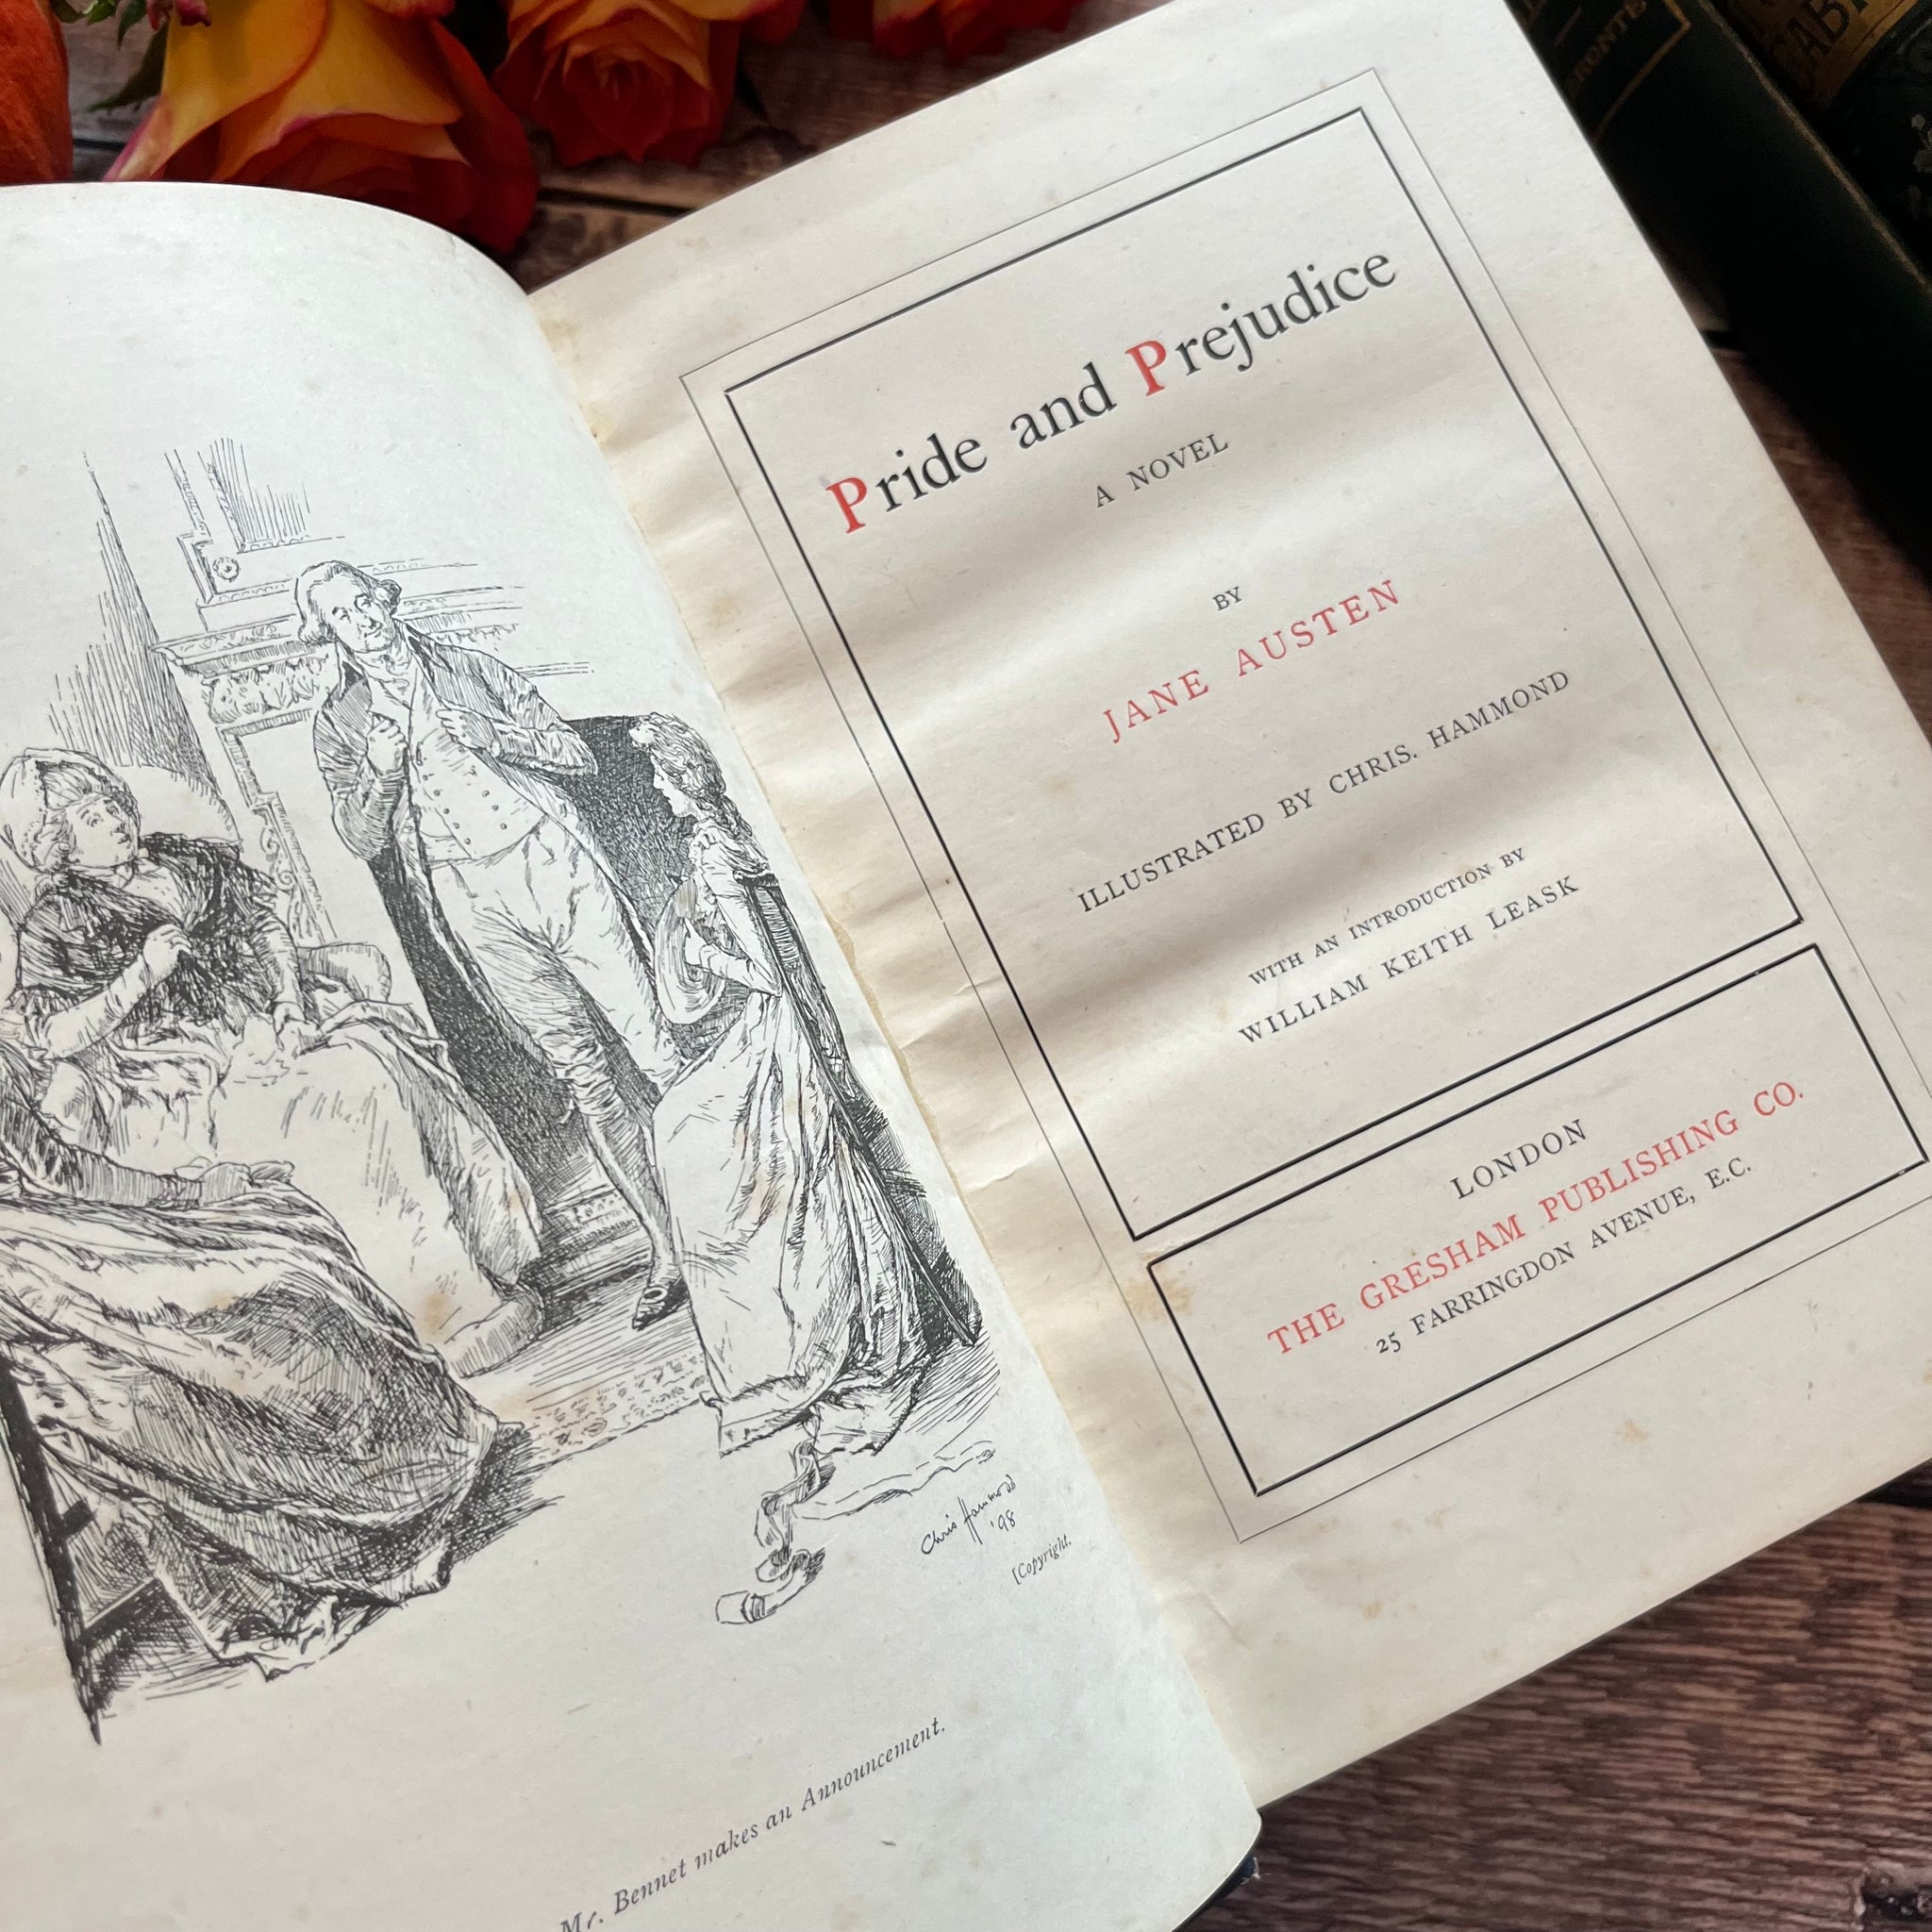 Chris Hammond
'98
[Copyright.
Mr. Bennet makes an Announcement.
Pride and Prejudice
A NOVEL
BY
JANE AUSTEN
ILLUSTRATED BY CHRIS. HAMMOND
WITH AN INTRODUCTION BY
WILLIAM KEITH LEASK
LONDON
THE GRESHAM PUBLISHING CO.
25 FARRINGDON AVENUE, E.C.